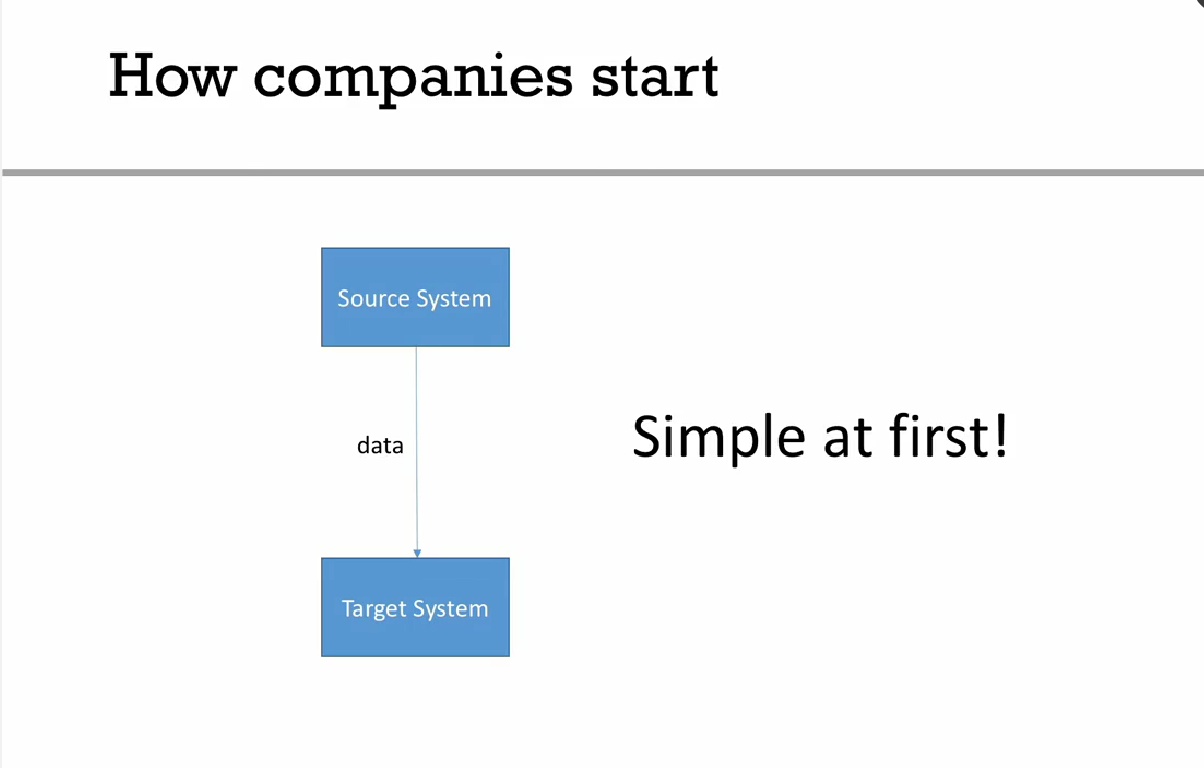 How companies start
Source System
data
Simple at first!
Target System